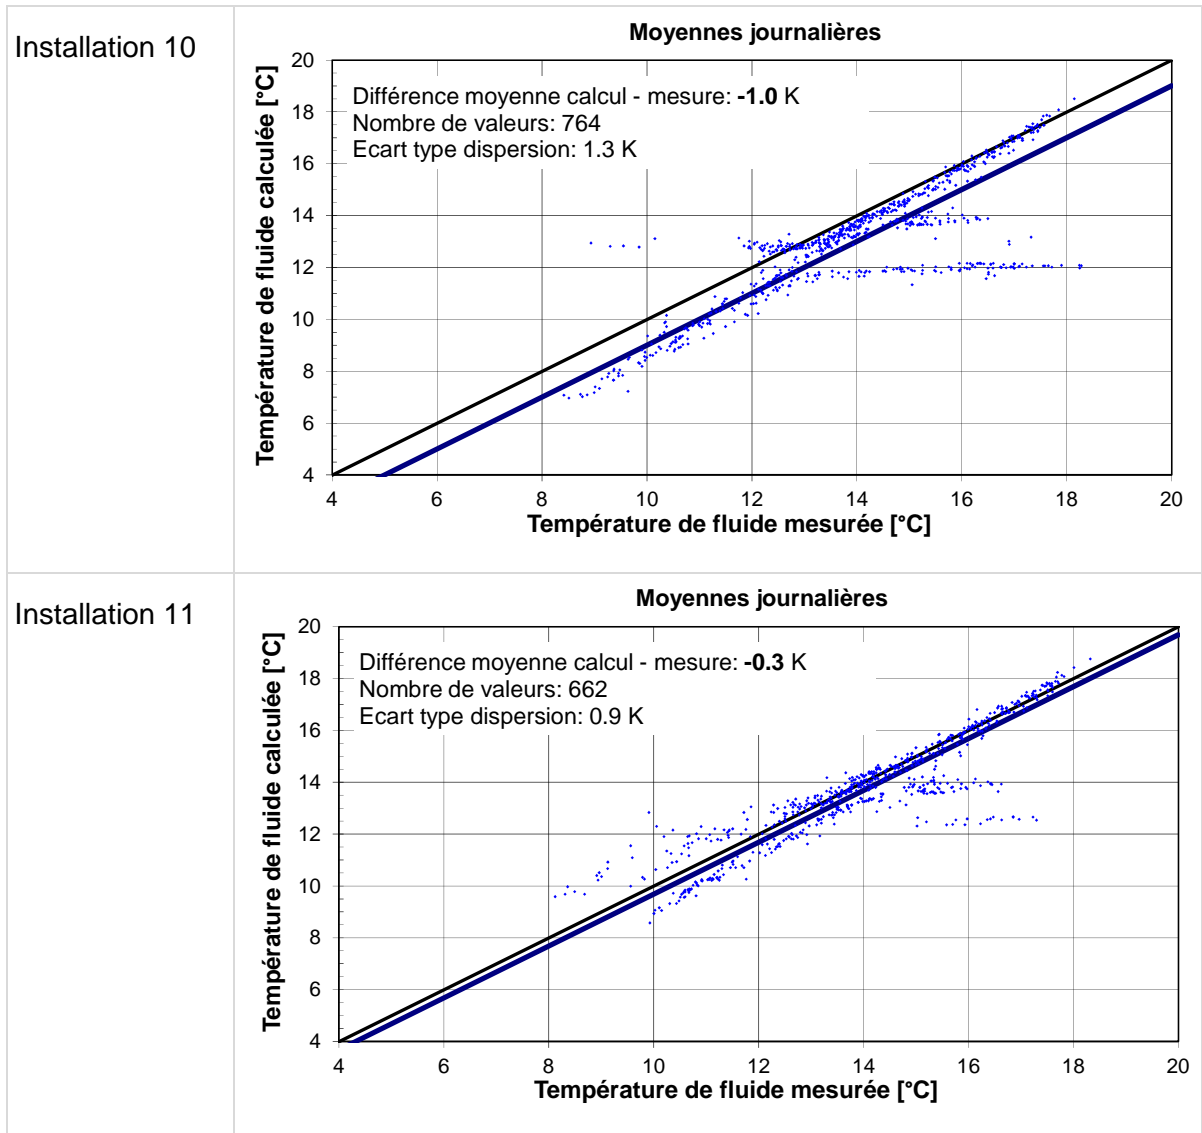 Installation 10
Moyennes journalières
Température de fluide calculée [°C]
20
18
16
14
12
10
8
6
4
Différence moyenne calcul - mesure: -1.0 K
Nombre de valeurs: 764
Ecart type dispersion: 1.3 K
4 6 8 10 12 14 16 18 20
Température de fluide mesurée [°C]
Installation 11
Moyennes journalières
Température de fluide calculée [°C]
20
18
16
14
12
10
8
6
4
Différence moyenne calcul - mesure: -0.3 K
Nombre de valeurs: 662
Ecart type dispersion: 0.9 K
4 6 8 10 12 14 16 18 20
Température de fluide mesurée [°C]